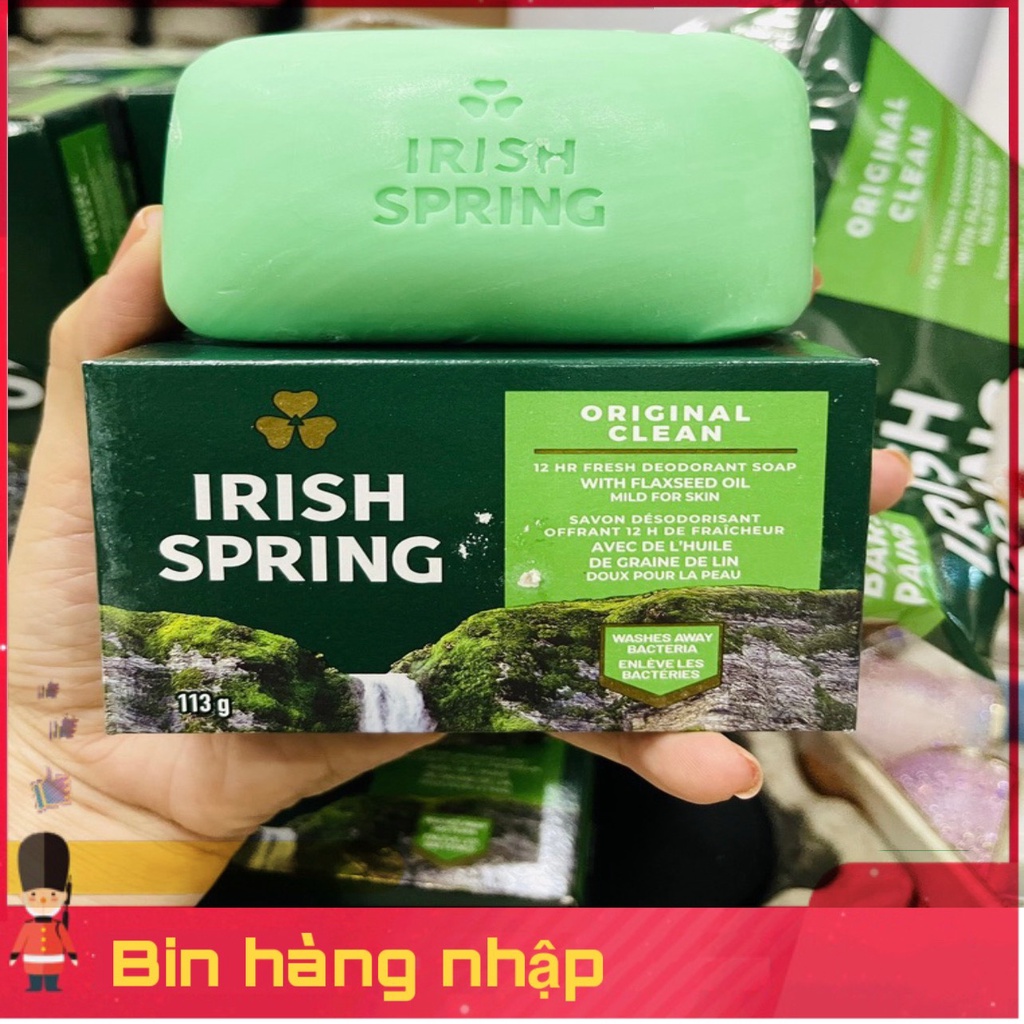 IRISH
SPRING
ORIGINAL
CLEAN
IRISH
SPRING
113 g
ORIGINAL
CLEAN
12 HR FRESH DEODORANT SOAP
WITH FLAXSEED OIL
MILD FOR SKIN
SAVON DÉSODORISANT
OFFRANT 12 H DE FRAÎCHEUR
AVEC DE L'HUILE
DE GRAINE DE LIN
DOUX POUR LA PEAU
WASHES AWAY
BACTERIA
ENLÈVE LES
BACTÉRIES
IRISH
Bin hàng nhập